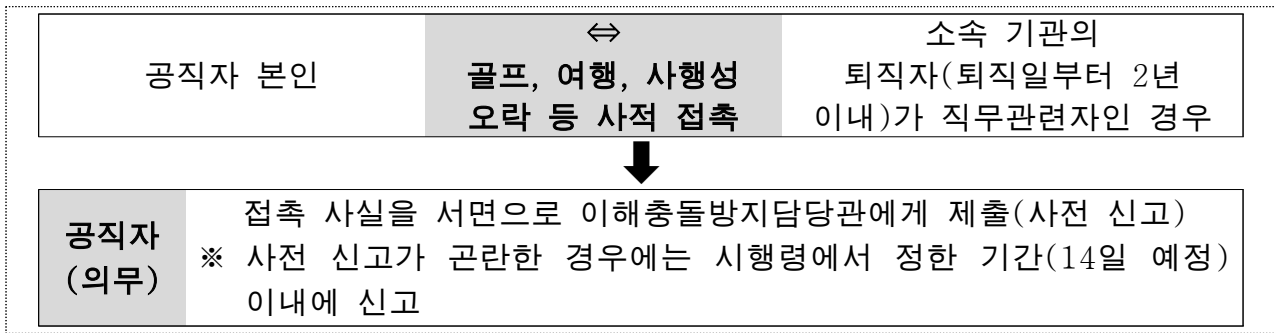 공직자 본인
⇔
골프, 여행, 사행성
오락 등 사적 접촉
소속 기관의
퇴직자(퇴직일부터 2년
이내)가 직무관련자인 경우
공직자
(의무)
접촉 사실을 서면으로 이해충돌방지담당관에게 제출(사전 신고)
※ 사전 신고가 곤란한 경우에는 시행령에서 정한 기간(14일 예정)
이내에 신고